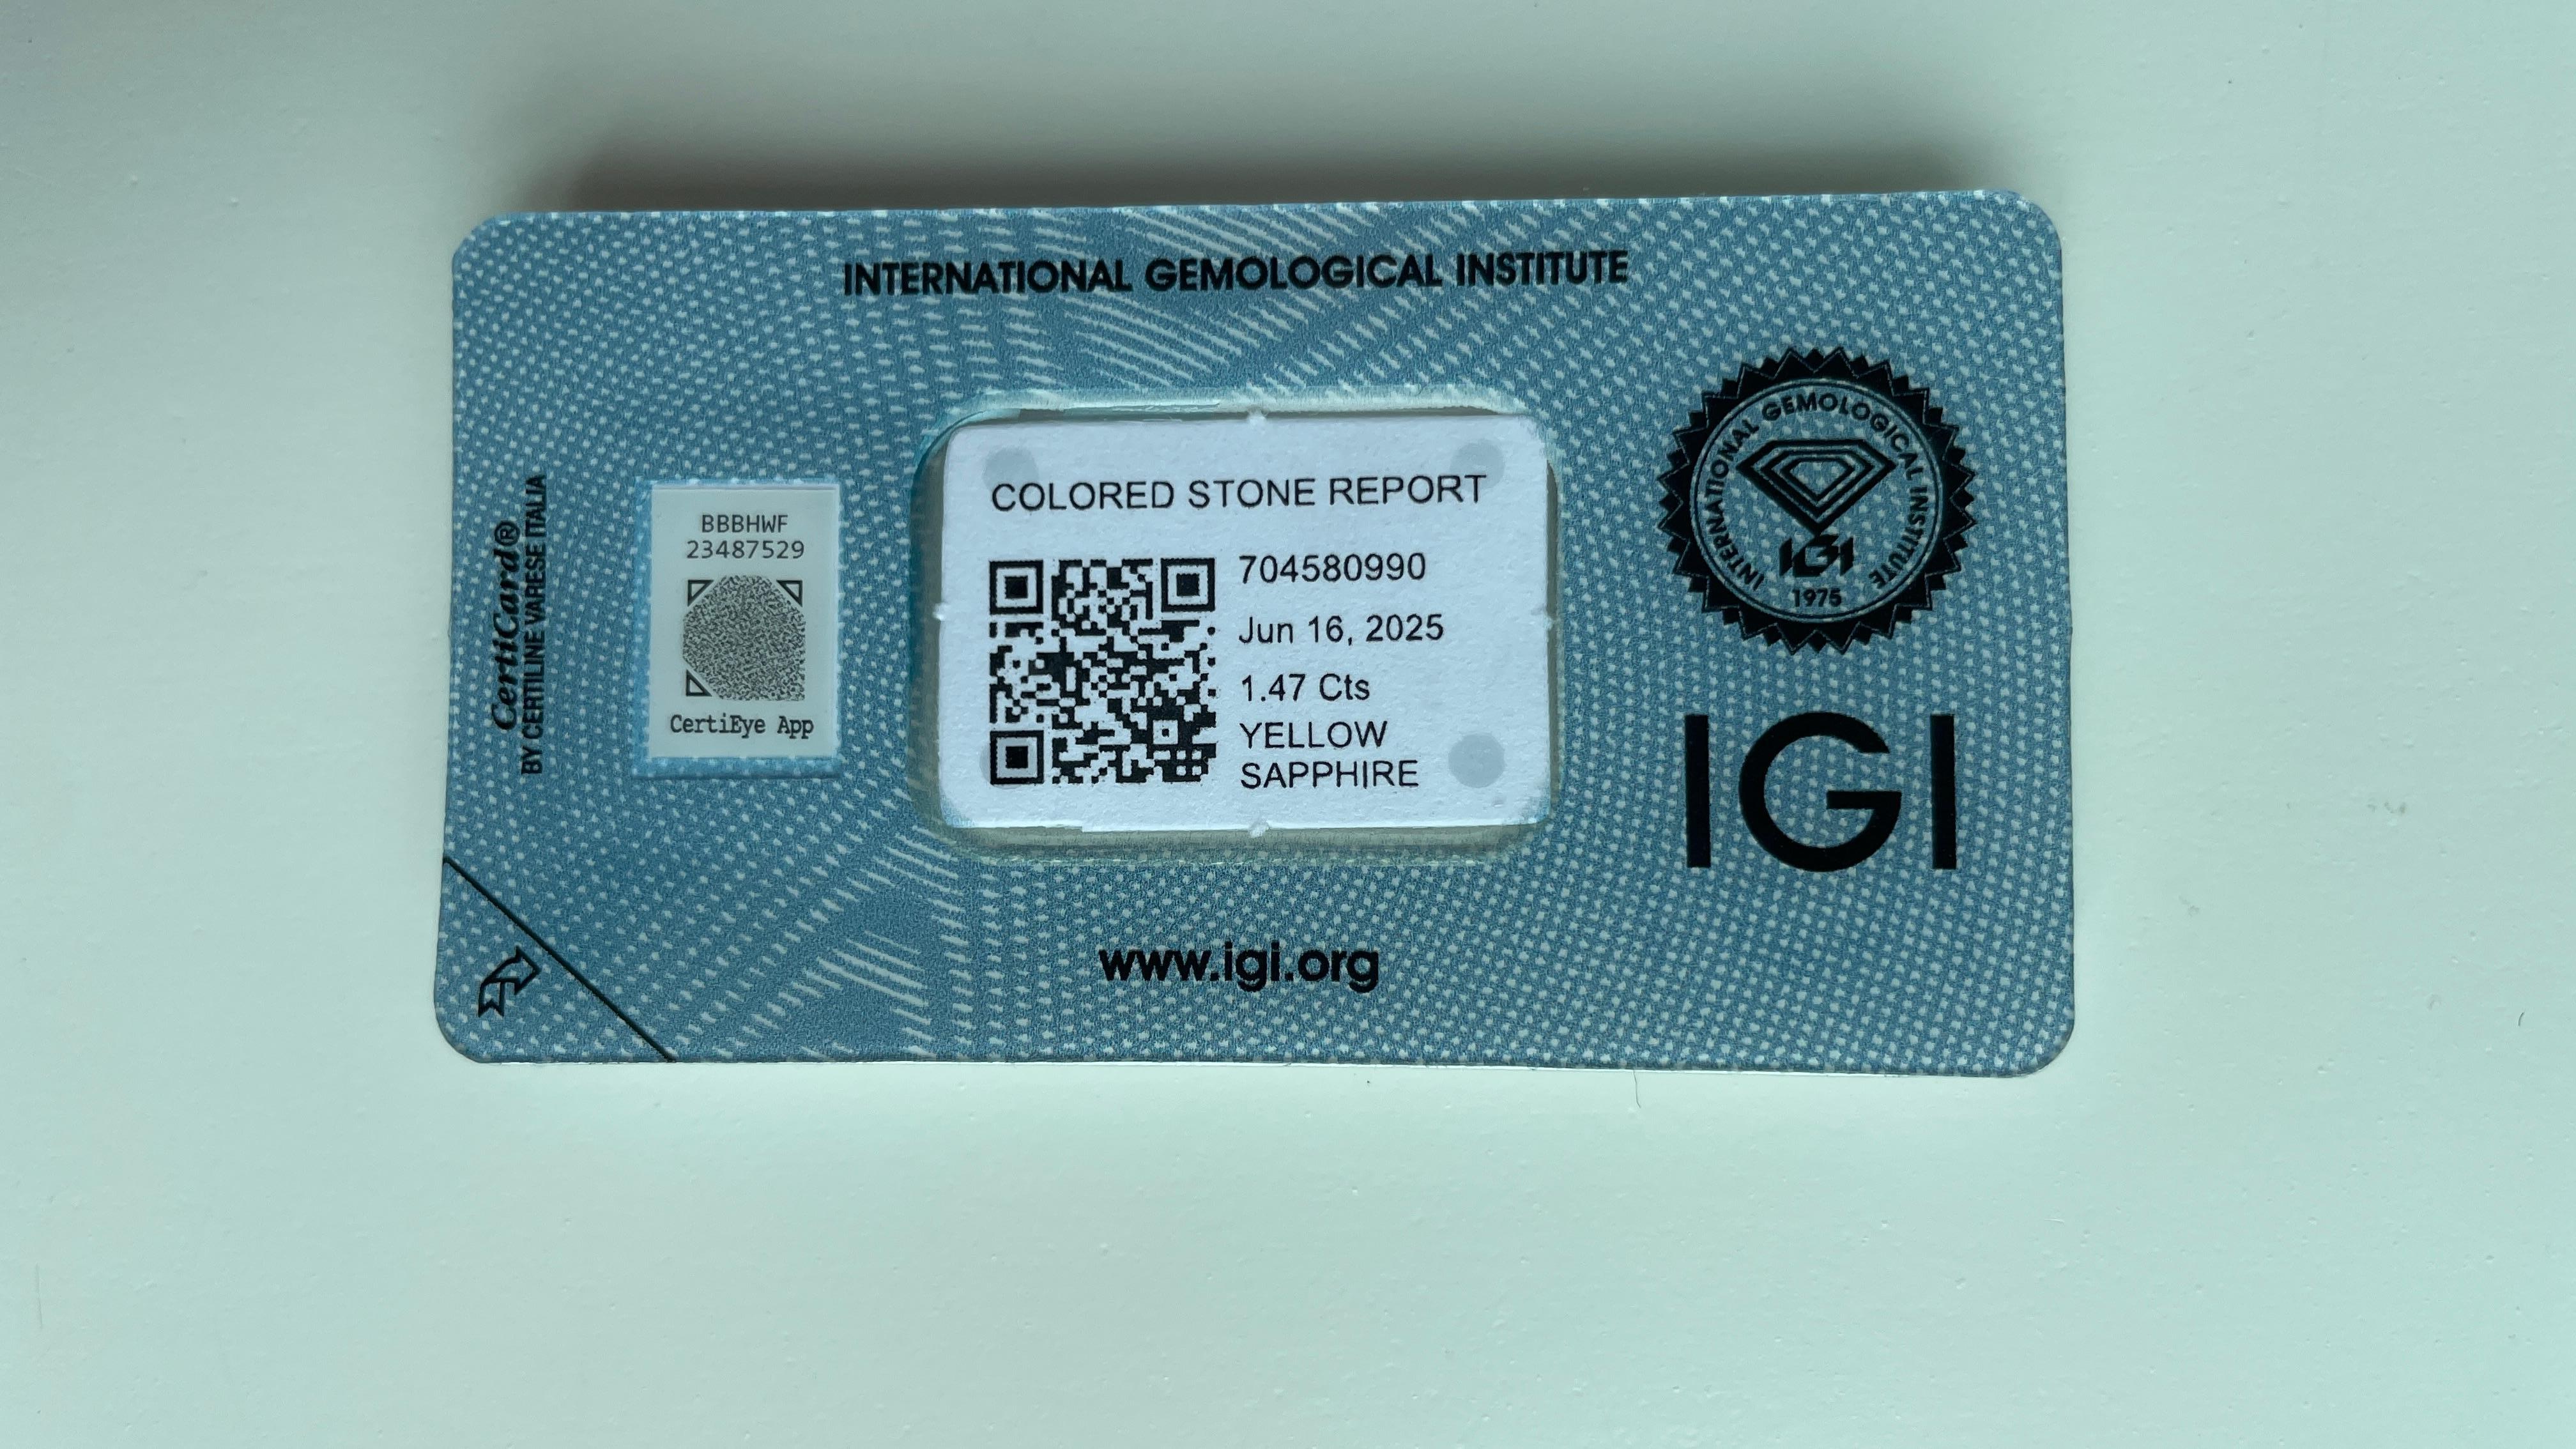 INTERNATIONAL GEMOLOGICAL INSTITUTE
CertiCard®
BY CERTILINE VARESE ITALIA
BBBHWF
23487529
CertiEye App
COLORED STONE REPORT
704580990
Jun 16, 2025
1.47 Cts
YELLOW
SAPPHIRE
INTERNATIONAL GEMOLOGICAL INSTITUTE
IGI
1975
IGI
www.igi.org